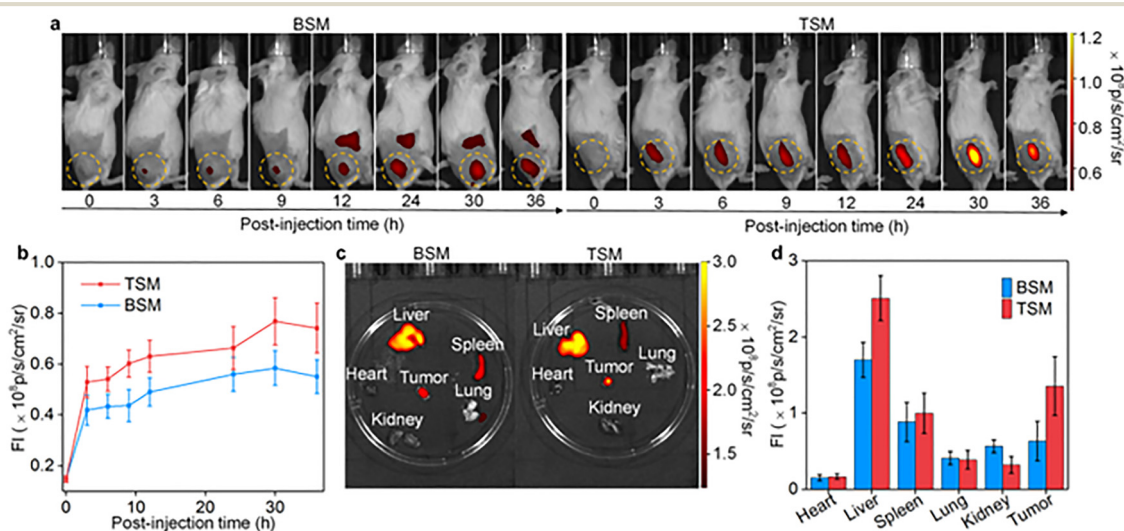 a BSM TSM
0 3 6 9 12 24 30 36 0 3 6 9 12 24 30 36
Post-injection time (h) Post-injection time (h)
1.2
1.0
0.8
0.6
× 10⁸p/s/cm²/sr
b
1.0
0.8
0.6
0.4
0.2
FI ( × 10⁸p/s/cm²/sr)
TSM
BSM
0 10 20 30
Post-injection time (h)
c BSM TSM
Liver
Spleen
Heart Tumor Lung
Kidney
Spleen
Liver
Lung
Tumor
Heart
Kidney
3.0
2.5
2.0
1.5
× 10⁸p/s/cm²/sr
d
3
2
1
0
FI ( × 10⁸p/s/cm²/sr)
BSM
TSM
Heart Liver Spleen Lung Kidney Tumor